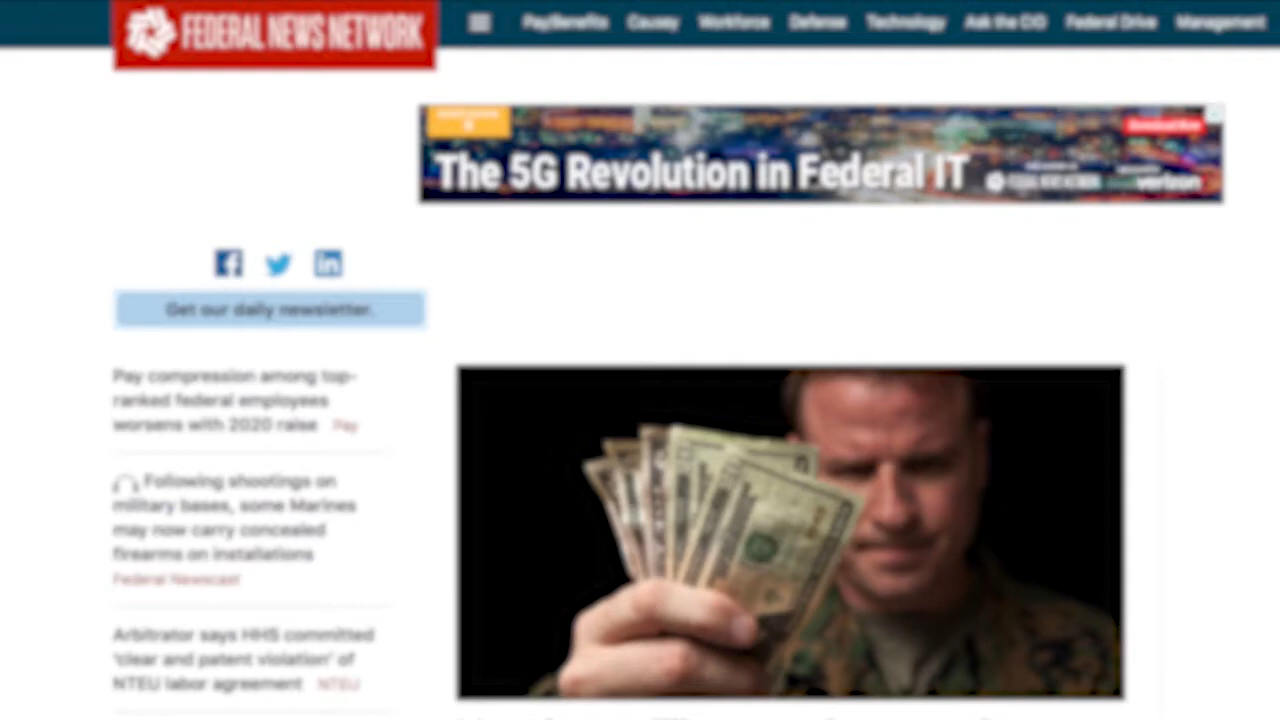 FEDERAL NEWS NETWORK
Pay/Benefits Causey Workforce Defense Technology Ask the CIO Federal Drive Management
The 5G Revolution in Federal IT
verizon
Get our daily newsletter.
Pay compression among top-
ranked federal employees
worsens with 2020 raise Pay
Following shootings on
military bases, some Marines
may now carry concealed
firearms on installations
Federal Newscast
Arbitrator says HHS committed
'clear and patent violation' of
NTEU labor agreement NTEU